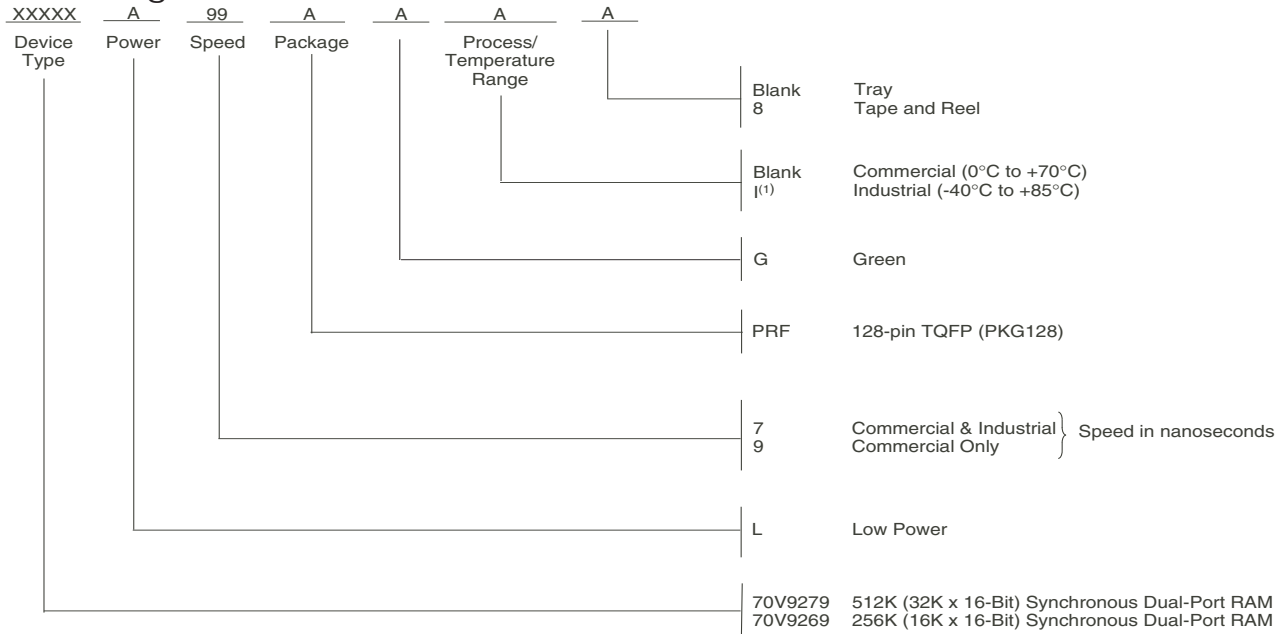 XXXXX A 99 A A A A
Device Type Power Speed Package Process/ Temperature Range
Blank Tray
8 Tape and Reel
Blank Commercial (0°C to +70°C)
I(1) Industrial (-40°C to +85°C)
G Green
PRF 128-pin TQFP (PKG128)
7 Commercial & Industrial
9 Commercial Only
Speed in nanoseconds
L Low Power
70V9279 512K (32K x 16-Bit) Synchronous Dual-Port RAM
70V9269 256K (16K x 16-Bit) Synchronous Dual-Port RAM